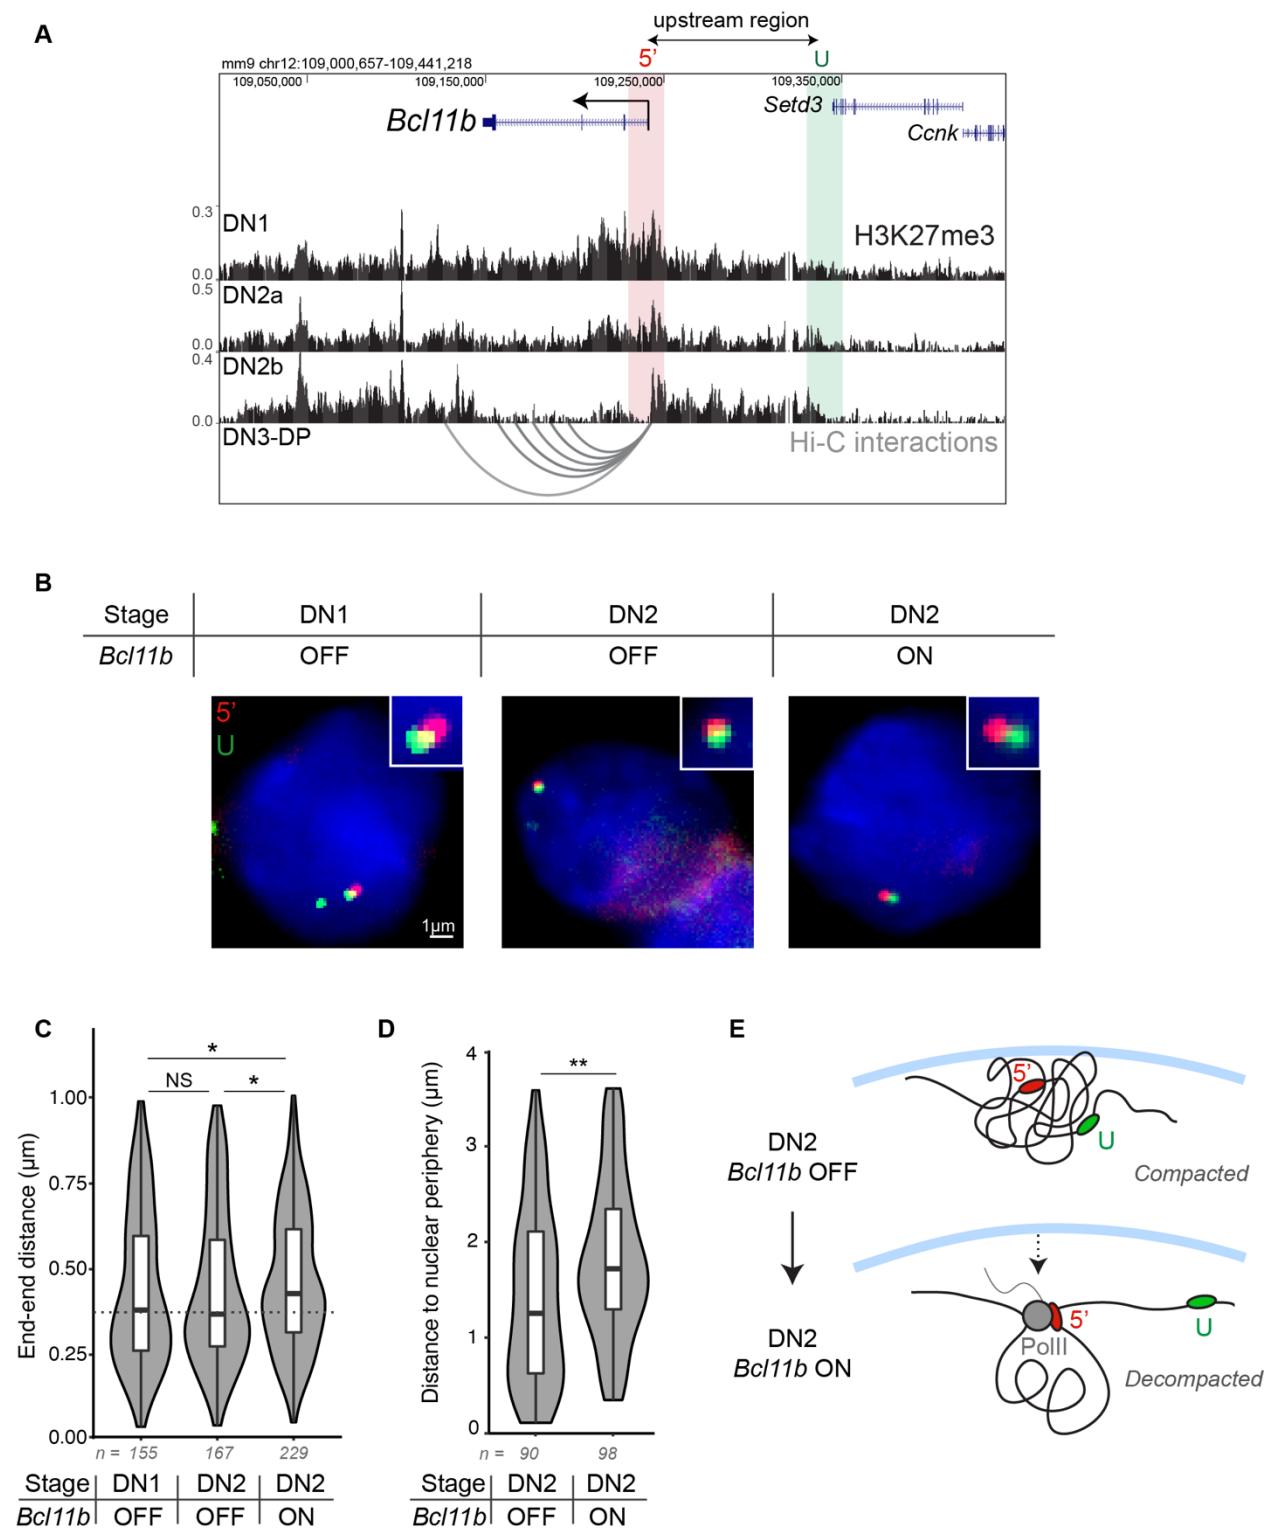 A
upstream region
mm9 chr12:109,000,657-109,441,218
5’
U
109,050,000
109,150,000
109,250,000
109,350,000
Bcl11b
Setd3
Ccnk
0.3
DN1
H3K27me3
0.0
0.5
DN2a
0.0
0.4
DN2b
0.0
DN3-DP
Hi-C interactions
B
Stage DN1 DN2 DN2
Bcl11b OFF OFF ON
5’
U
1μm
C
End-end distance (μm)
1.00
0.75
0.50
0.25
0.00
*
NS
*
n = 155 167 229
Stage DN1 DN2 DN2
Bcl11b OFF OFF ON
D
Distance to nuclear periphery (μm)
4
3
2
1
0
**
n = 90 98
Stage DN2 DN2
Bcl11b OFF ON
E
DN2
Bcl11b OFF
5’
U
Compacted
DN2
Bcl11b ON
5’
PolII
U
Decompacted